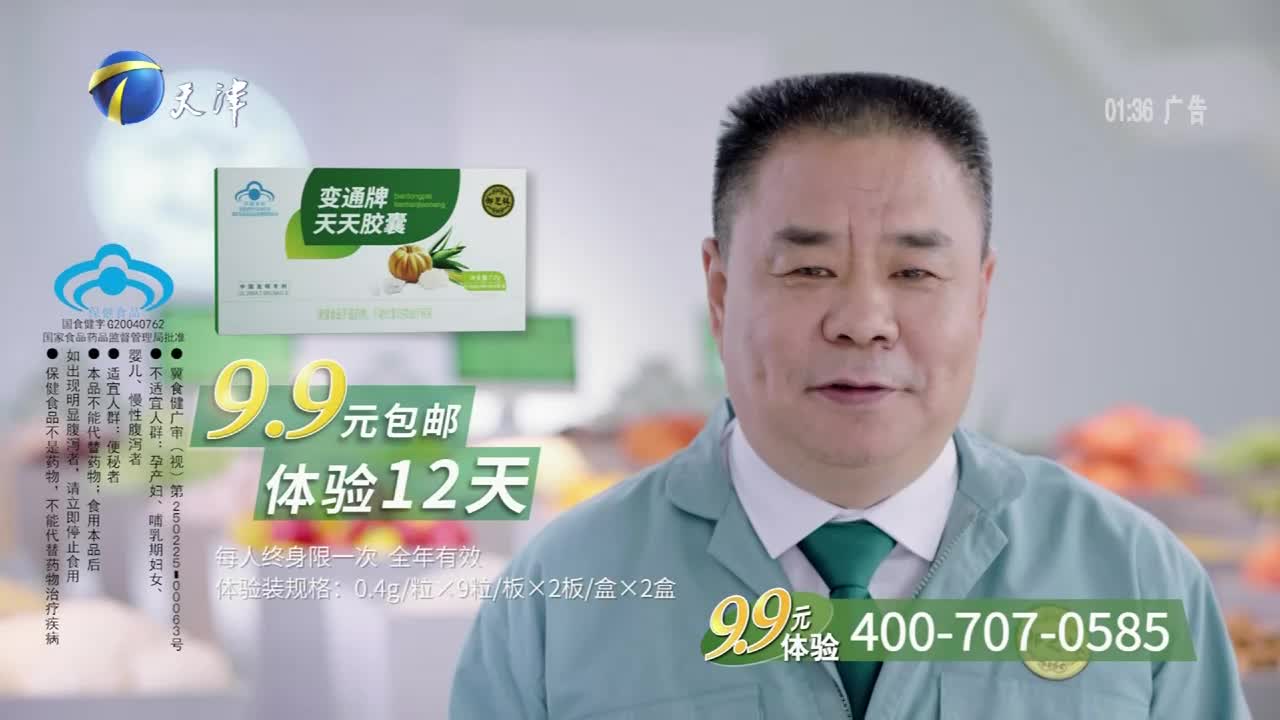 天津
01:36 广告
变通牌
天天胶囊
保健食品
国食健字G20040762
国家食品药品监督管理局批准
● 冀食健广审(视)第250225-00063号
● 不适宜人群：孕产妇、哺乳期妇女、
婴儿、慢性腹泻者
● 适宜人群：便秘者
● 本品不能代替药物；食用本品后
如出现明显腹泻者，请立即停止食用
● 保健食品不是药物，不能代替药物治疗疾病
9.9元包邮
体验12天
每人终身限一次 全年有效
体验装规格：0.4g/粒×9粒/板×2板/盒×2盒
9.9元体验 400-707-0585